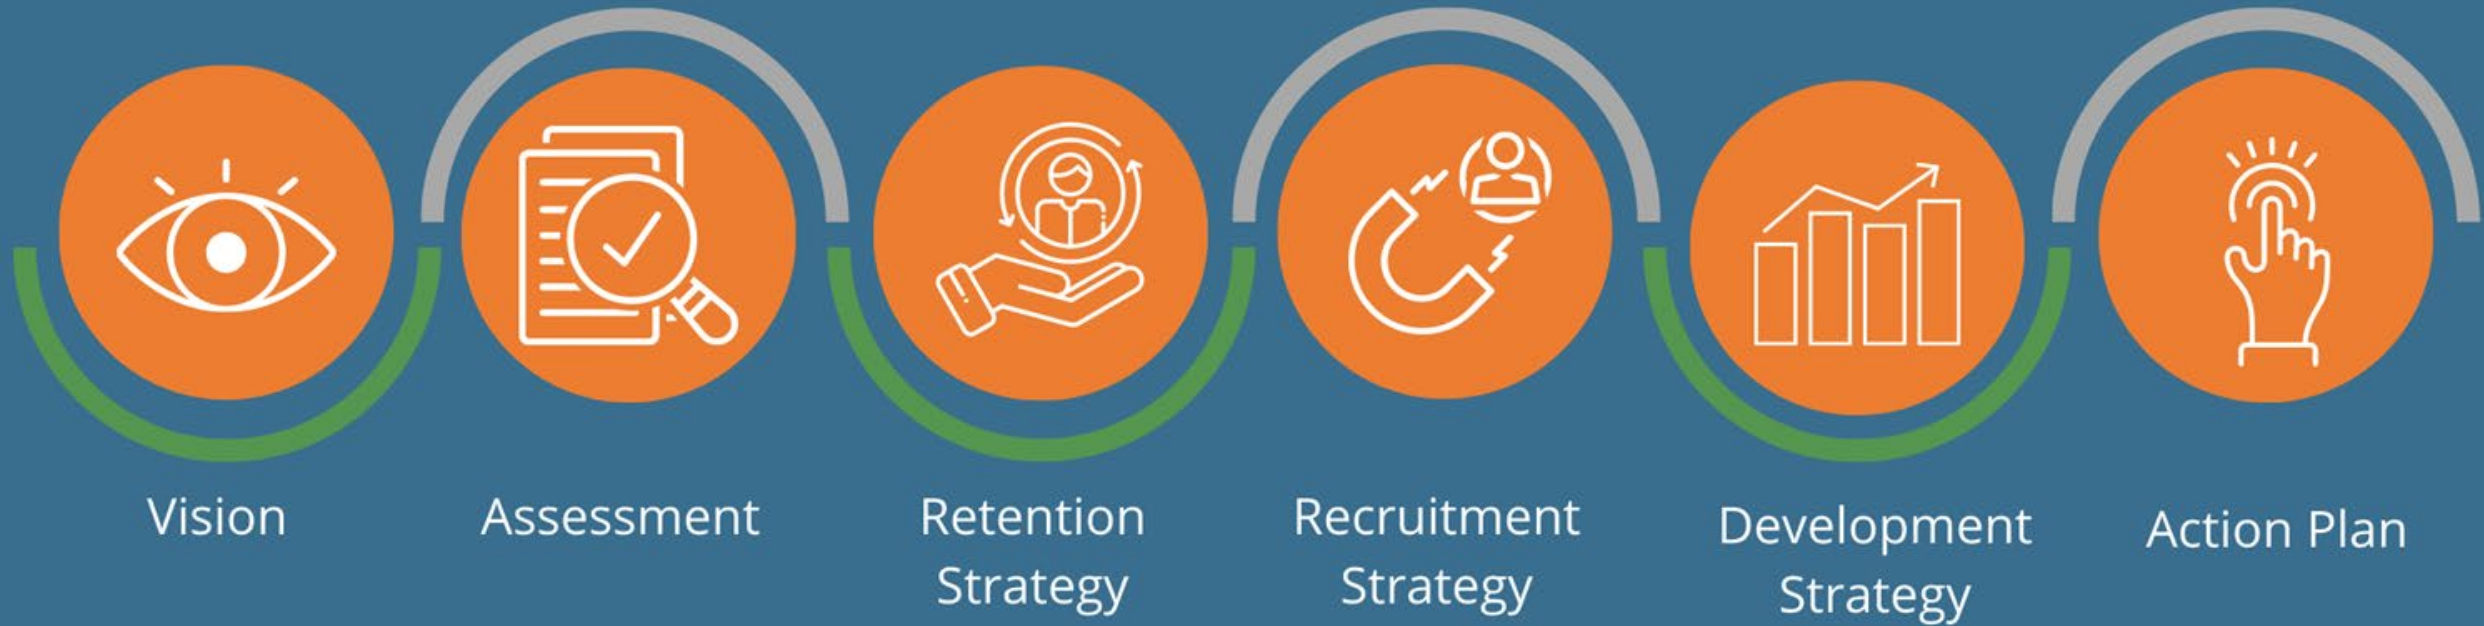 Vision
Assessment
Retention
Strategy
Recruitment
Strategy
Development
Strategy
Action Plan